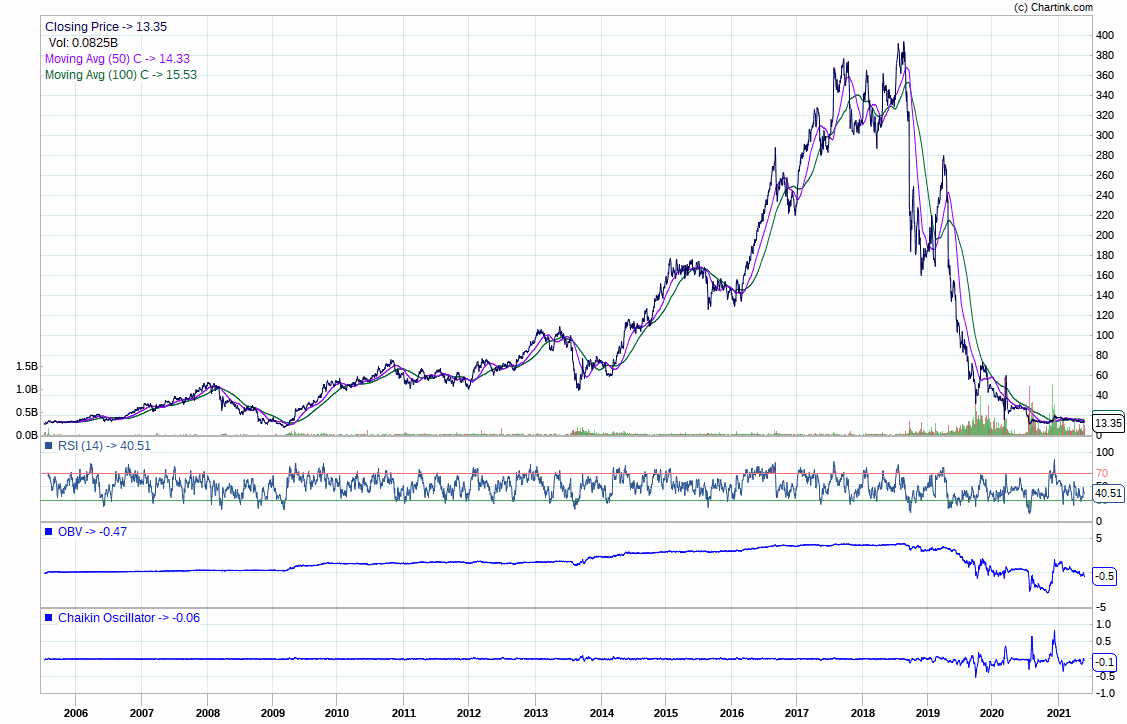 (c) Chartink.com
Closing Price -> 13.35
Vol: 0.0825B
Moving Avg (50) C -> 14.33
Moving Avg (100) C -> 15.53
400
380
360
340
320
300
280
260
240
220
200
180
160
140
120
100
80
60
40
13.35
0
1.5B
1.0B
0.5B
0.0B
RSI (14) -> 40.51
100
70
50
40.51
0
OBV -> -0.47
5
-0.5
-5
Chaikin Oscillator -> -0.06
1.0
0.5
-0.1
-0.5
-1.0
2006 2007 2008 2009 2010 2011 2012 2013 2014 2015 2016 2017 2018 2019 2020 2021